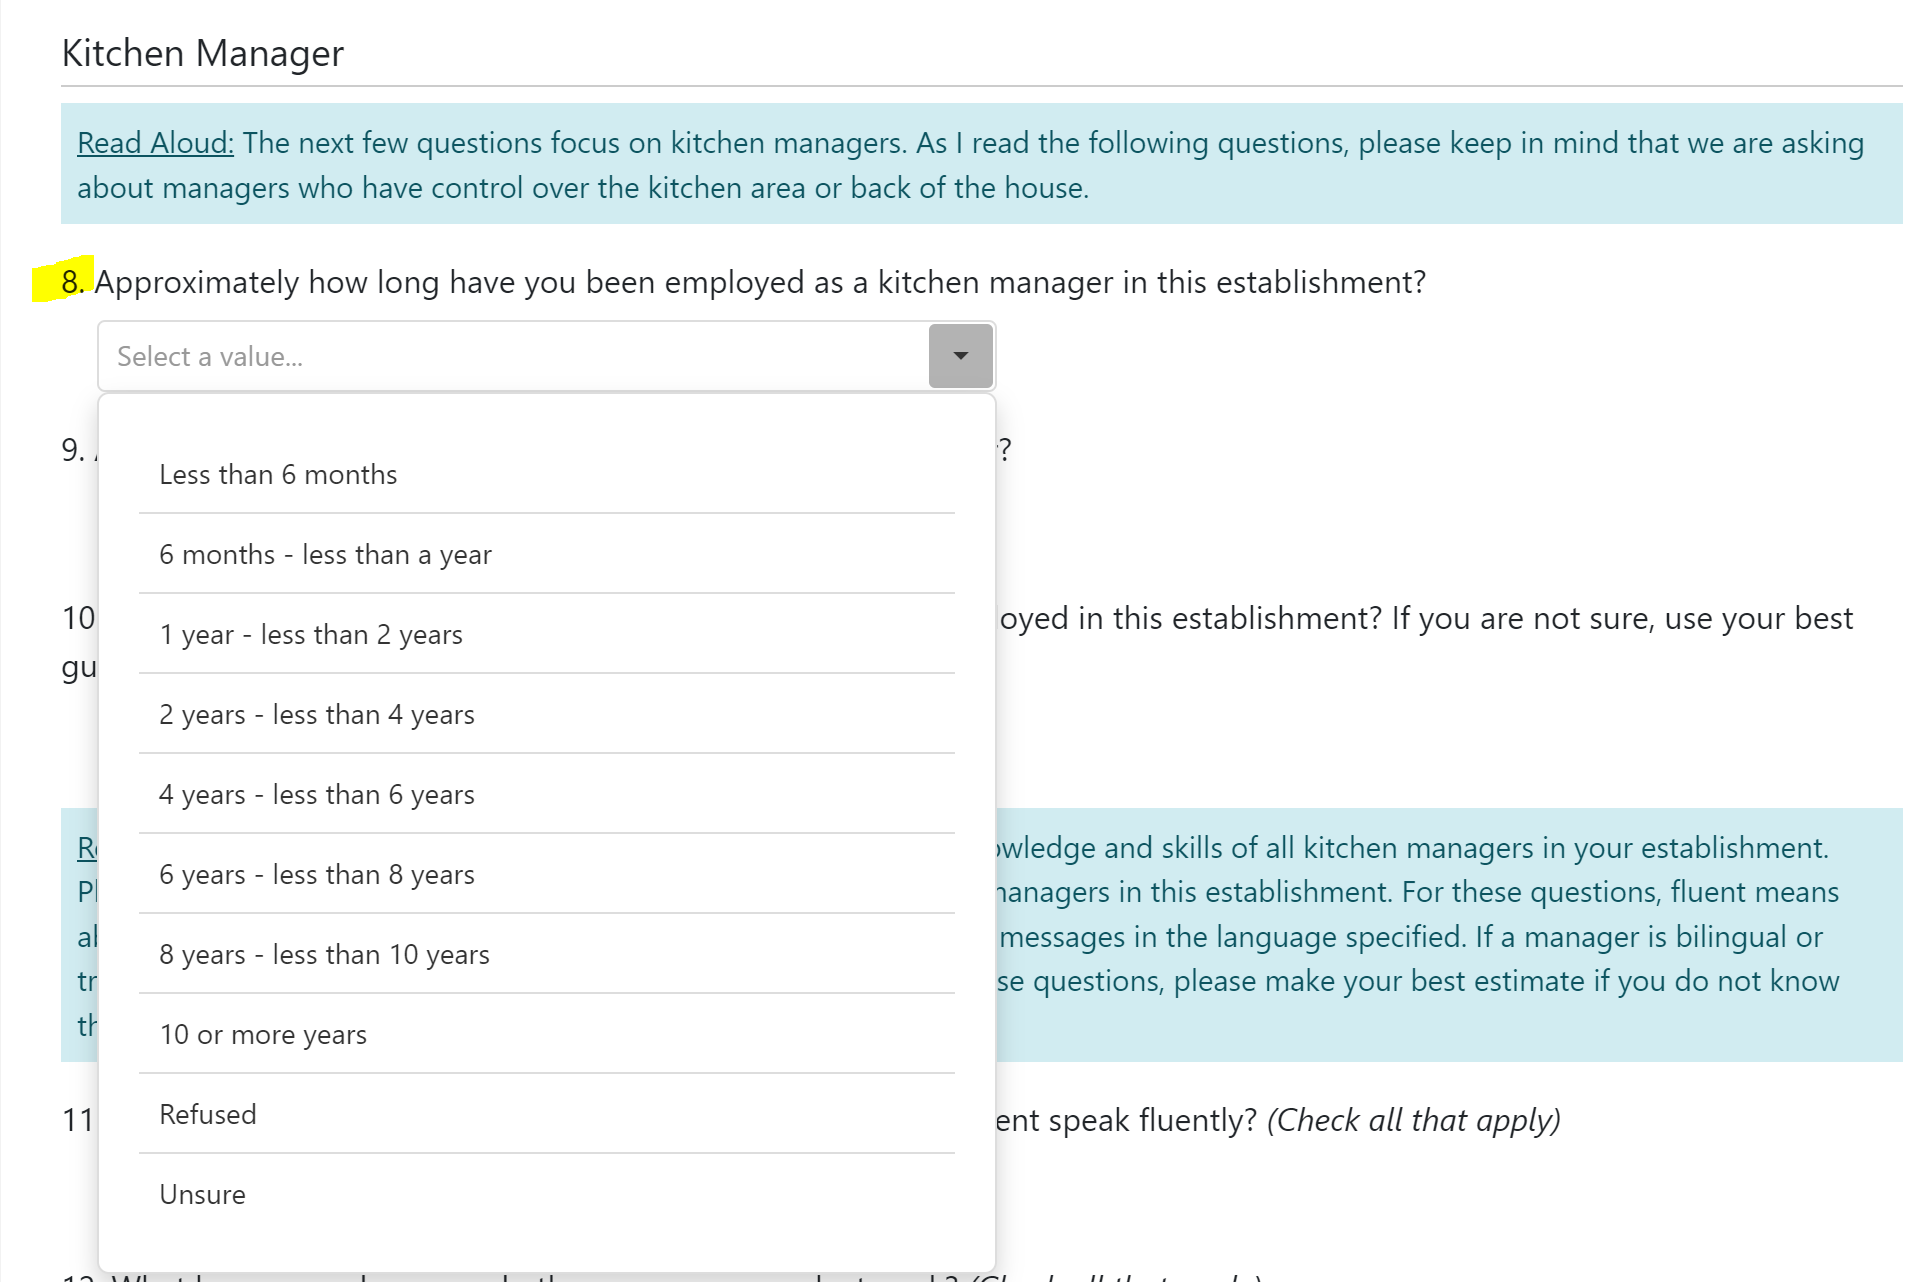 Kitchen Manager
Read Aloud: The next few questions focus on kitchen managers. As I read the following questions, please keep in mind that we are asking
about managers who have control over the kitchen area or back of the house.
8. Approximately how long have you been employed as a kitchen manager in this establishment?
Select a value...
9. ?
Less than 6 months
6 months - less than a year
10 oyed in this establishment? If you are not sure, use your best
1 year - less than 2 years
gu
2 years - less than 4 years
4 years - less than 6 years
wledge and skills of all kitchen managers in your establishment.
6 years - less than 8 years
anagers in this establishment. For these questions, fluent means
messages in the language specified. If a manager is bilingual or
8 years - less than 10 years
tr se questions, please make your best estimate if you do not know
10 or more years
Refused
11 ent speak fluently? (Check all that apply)
Unsure